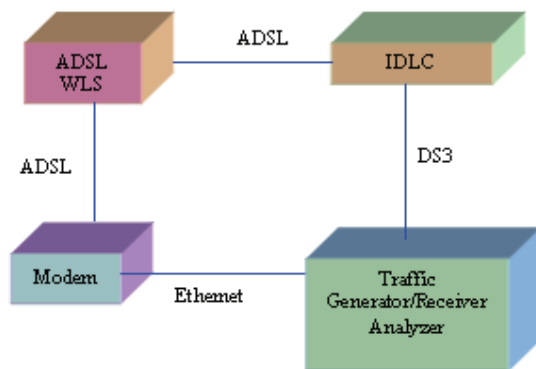 ADSL
ADSL
WLS
IDLC
ADSL
DS3
Modem
Ethernet
Traffic
Generator/Receiver
Analyzer